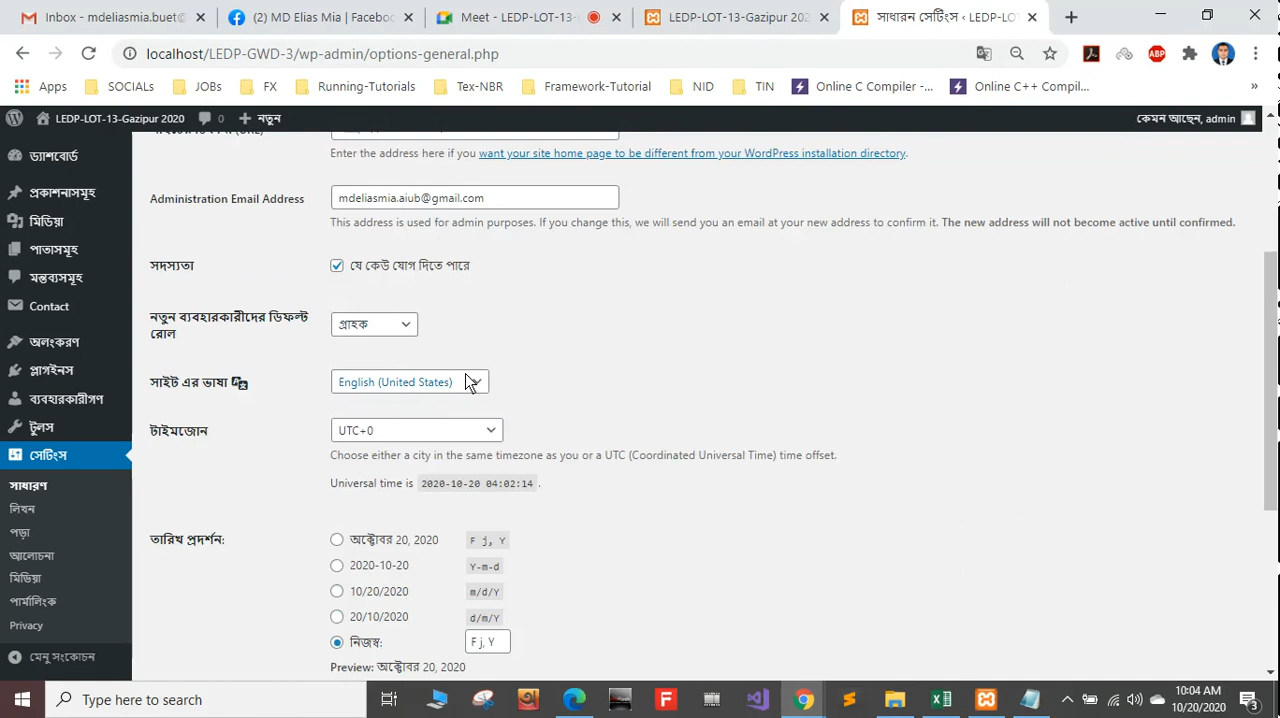 Inbox - mdeliasmia.buet@
(2) MD Elias Mia | Faceboo
Meet - LEDP-LOT-13-
LEDP-LOT-13-Gazipur 202
সাধারন সেটিংস ‹ LEDP-LO
localhost/LEDP-GWD-3/wp-admin/options-general.php
ABP
Apps
SOCIALs
JOBs
FX
Running-Tutorials
Tex-NBR
Framework-Tutorial
NID
TIN
Online C Compiler -...
Online C++ Compil...
»
LEDP-LOT-13-Gazipur 2020
0
নতুন
কেমন আছেন, admin
ড্যাশবোর্ড
প্রকাশনাসমূহ
মিডিয়া
পাতাসমূহ
মন্তব্যসমূহ
Contact
অলংকরণ
প্লাগইনস
ব্যবহারকারীগণ
টুলস
সেটিংস
সাধারণ
লিখন
পড়া
আলোচনা
মিডিয়া
পার্মালিংক
Privacy
মেনু সংকোচন
Enter the address here if you want your site home page to be different from your WordPress installation directory.
Administration Email Address
mdeliasmia.aiub@gmail.com
This address is used for admin purposes. If you change this, we will send you an email at your new address to confirm it. The new address will not become active until confirmed.
সদস্যতা
যে কেউ যোগ দিতে পারে
নতুন ব্যবহারকারীদের ডিফল্ট
রোল
গ্রাহক
সাইট এর ভাষা
English (United States)
টাইমজোন
UTC+0
Choose either a city in the same timezone as you or a UTC (Coordinated Universal Time) time offset.
Universal time is 2020-10-20 04:02:14 .
তারিখ প্রদর্শন:
অক্টোবর 20, 2020 F j, Y
2020-10-20 Y-m-d
10/20/2020 m/d/Y
20/10/2020 d/m/Y
নিজস্ব: F j, Y
Preview: অক্টোবর 20, 2020
Type here to search
10:04 AM
10/20/2020
3